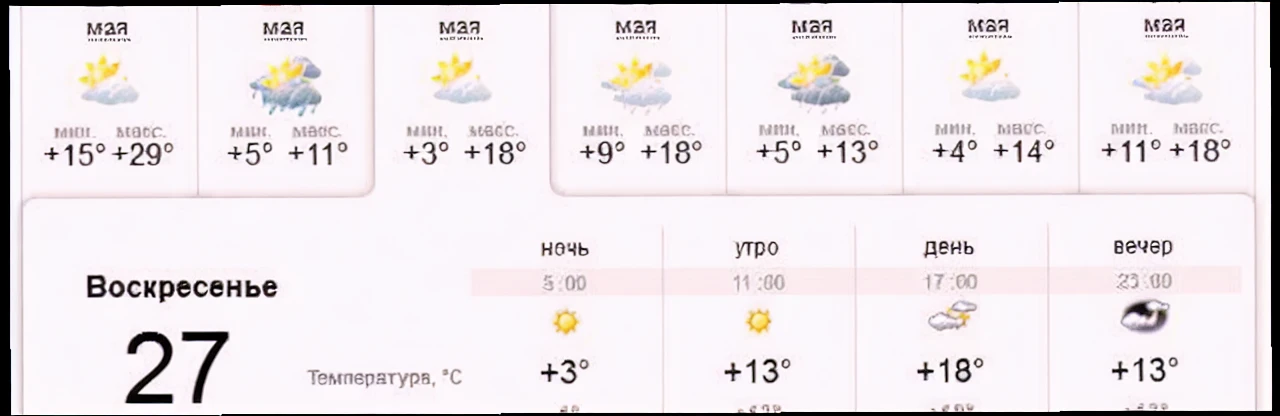 мая мая мая мая мая мая мая
мин. макс. мин. макс. мин. макс. мин. макс. мин. макс. мин. макс. мин. макс.
+15° +29° +5° +11° +3° +18° +9° +18° +5° +13° +4° +14° +11° +18°
ночь утро день вечер
5:00 11:00 17:00 23:00
Воскресенье
27
Температура, °C +3° +13° +18° +13°